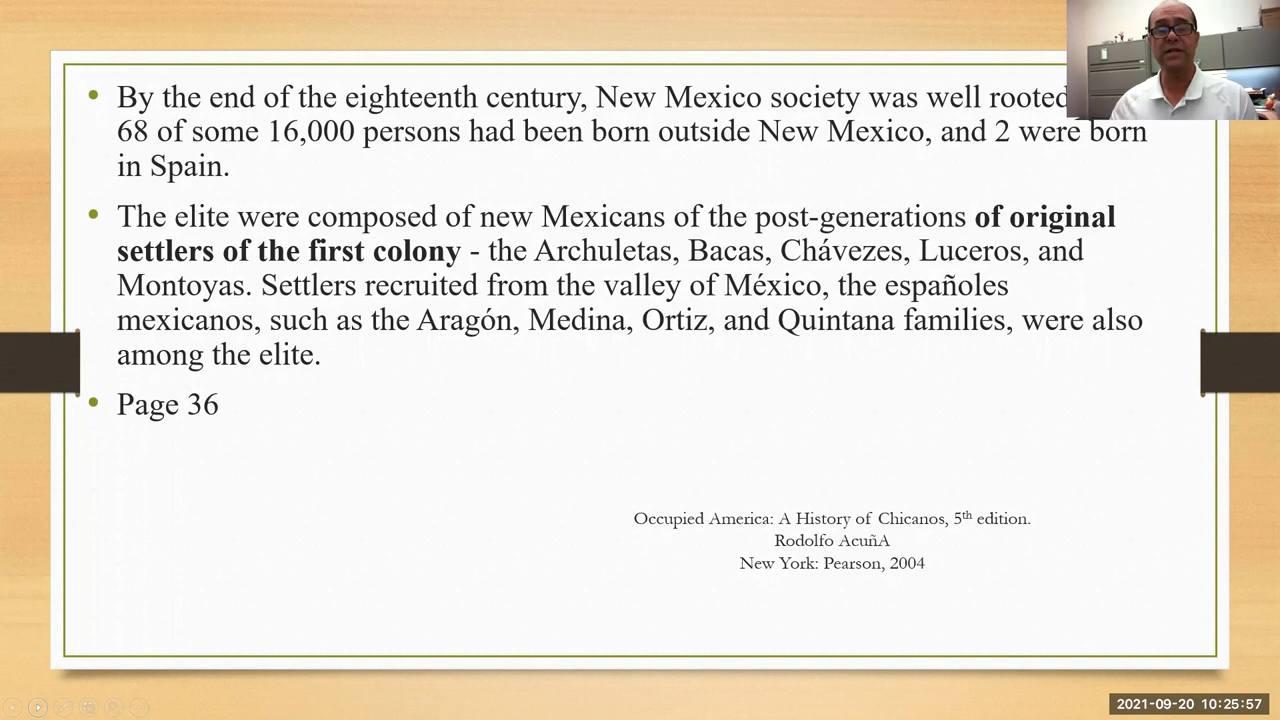 By the end of the eighteenth century, New Mexico society was well rooted
68 of some 16,000 persons had been born outside New Mexico, and 2 were born
in Spain.
The elite were composed of new Mexicans of the post-generations of original
settlers of the first colony - the Archuletas, Bacas, Chávezes, Luceros, and
Montoyas. Settlers recruited from the valley of México, the españoles
mexicanos, such as the Aragón, Medina, Ortiz, and Quintana families, were also
among the elite.
Page 36
Occupied America: A History of Chicanos, 5th edition.
Rodolfo AcuñA
New York: Pearson, 2004
2021-09-20 10:25:57